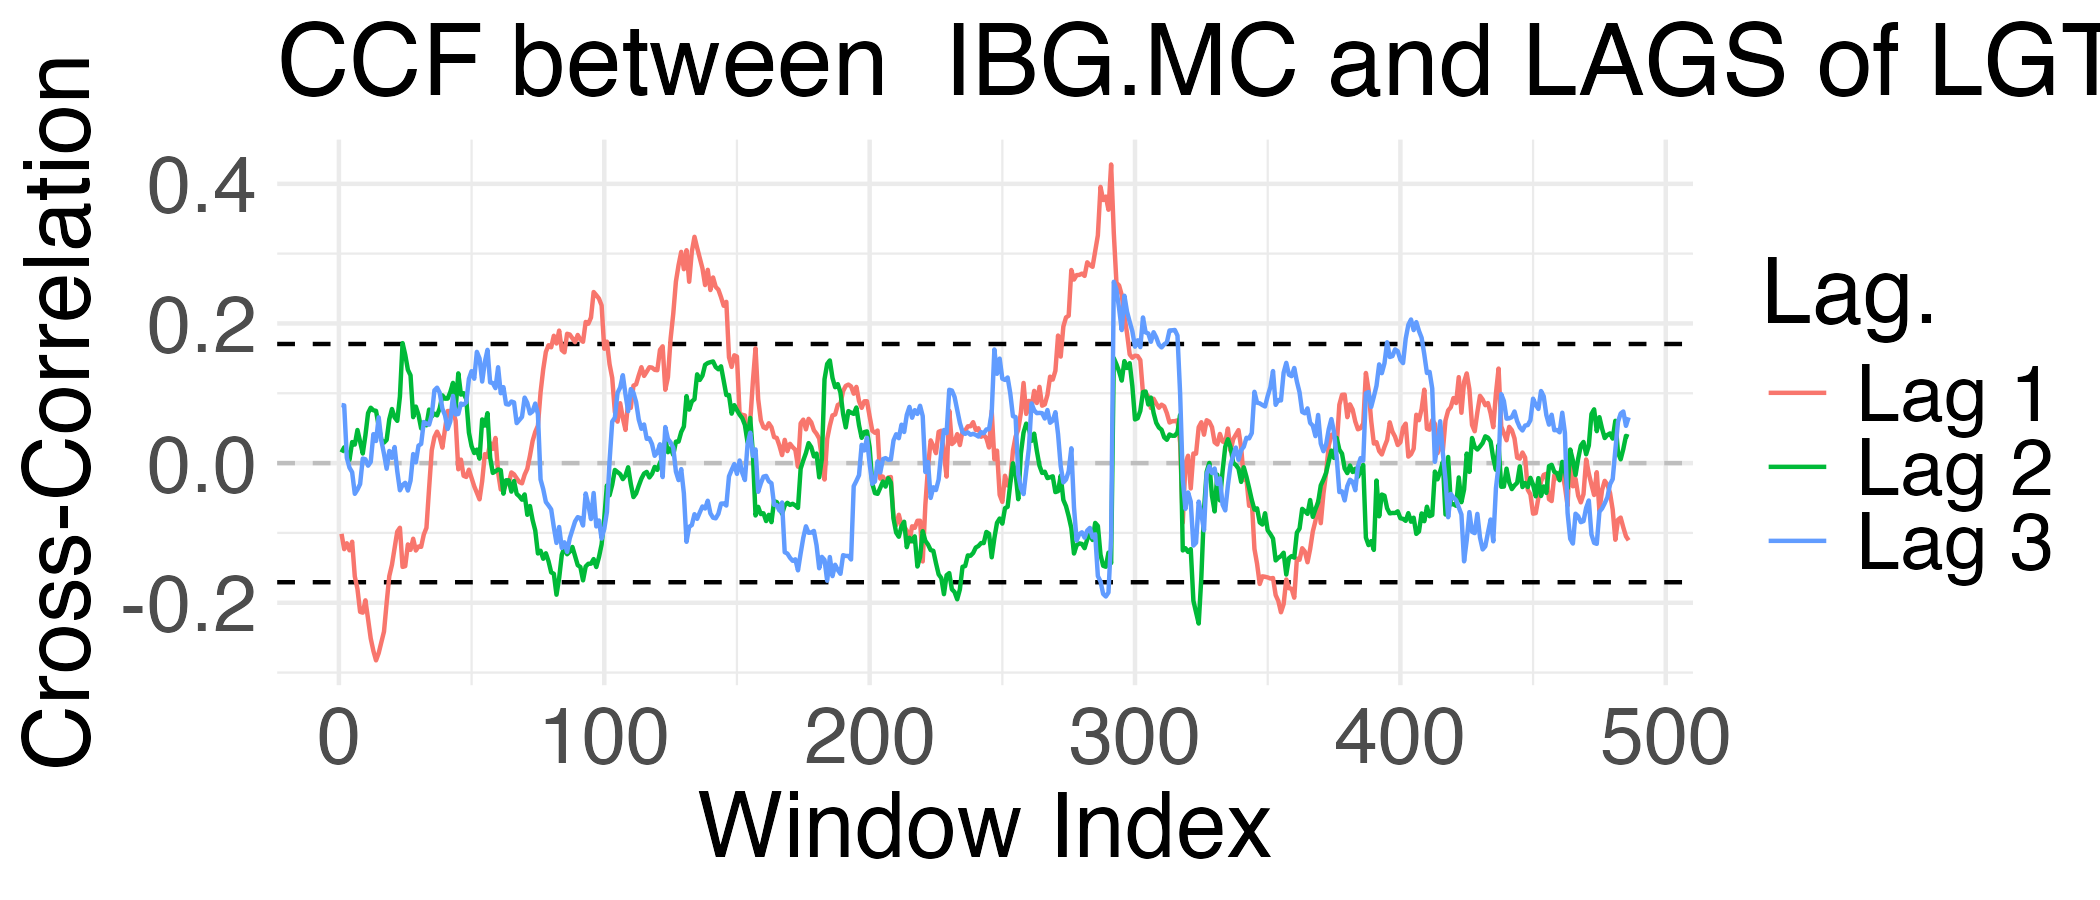 CCF between  IBG.MC and LAGS of LGT
Cross-Correlation
0.4
0.2
0.0
-0.2
0 100 200 300 400 500
Window Index
Lag.
Lag 1
Lag 2
Lag 3